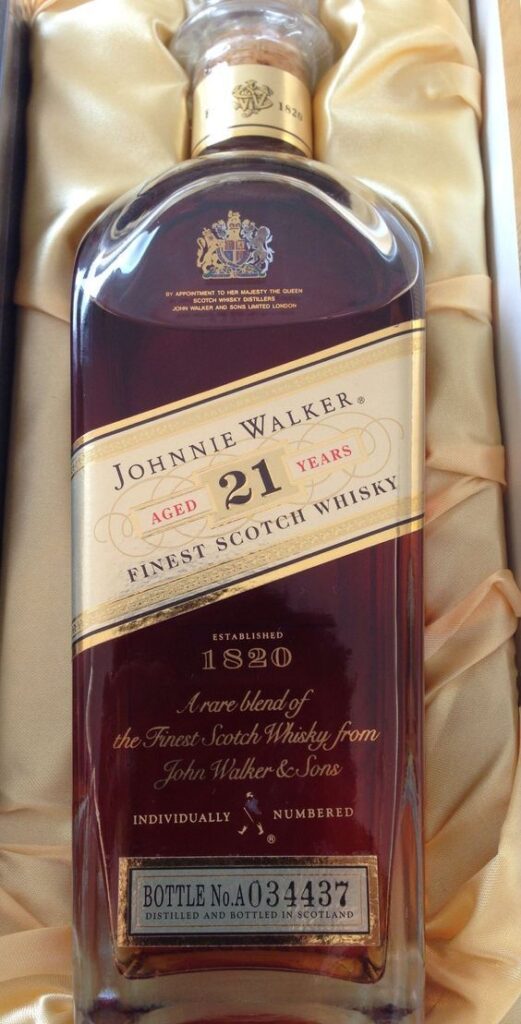 1820
BY APPOINTMENT TO HER MAJESTY THE QUEEN
SCOTCH WHISKY DISTILLERS
JOHN WALKER AND SONS LIMITED LONDON
JOHNNIE WALKER®
AGED 21 YEARS
FINEST SCOTCH WHISKY
ESTABLISHED
1820
A rare blend of
the Finest Scotch Whisky from
John Walker & Sons
INDIVIDUALLY NUMBERED
®
BOTTLE No.A034437
DISTILLED AND BOTTLED IN SCOTLAND